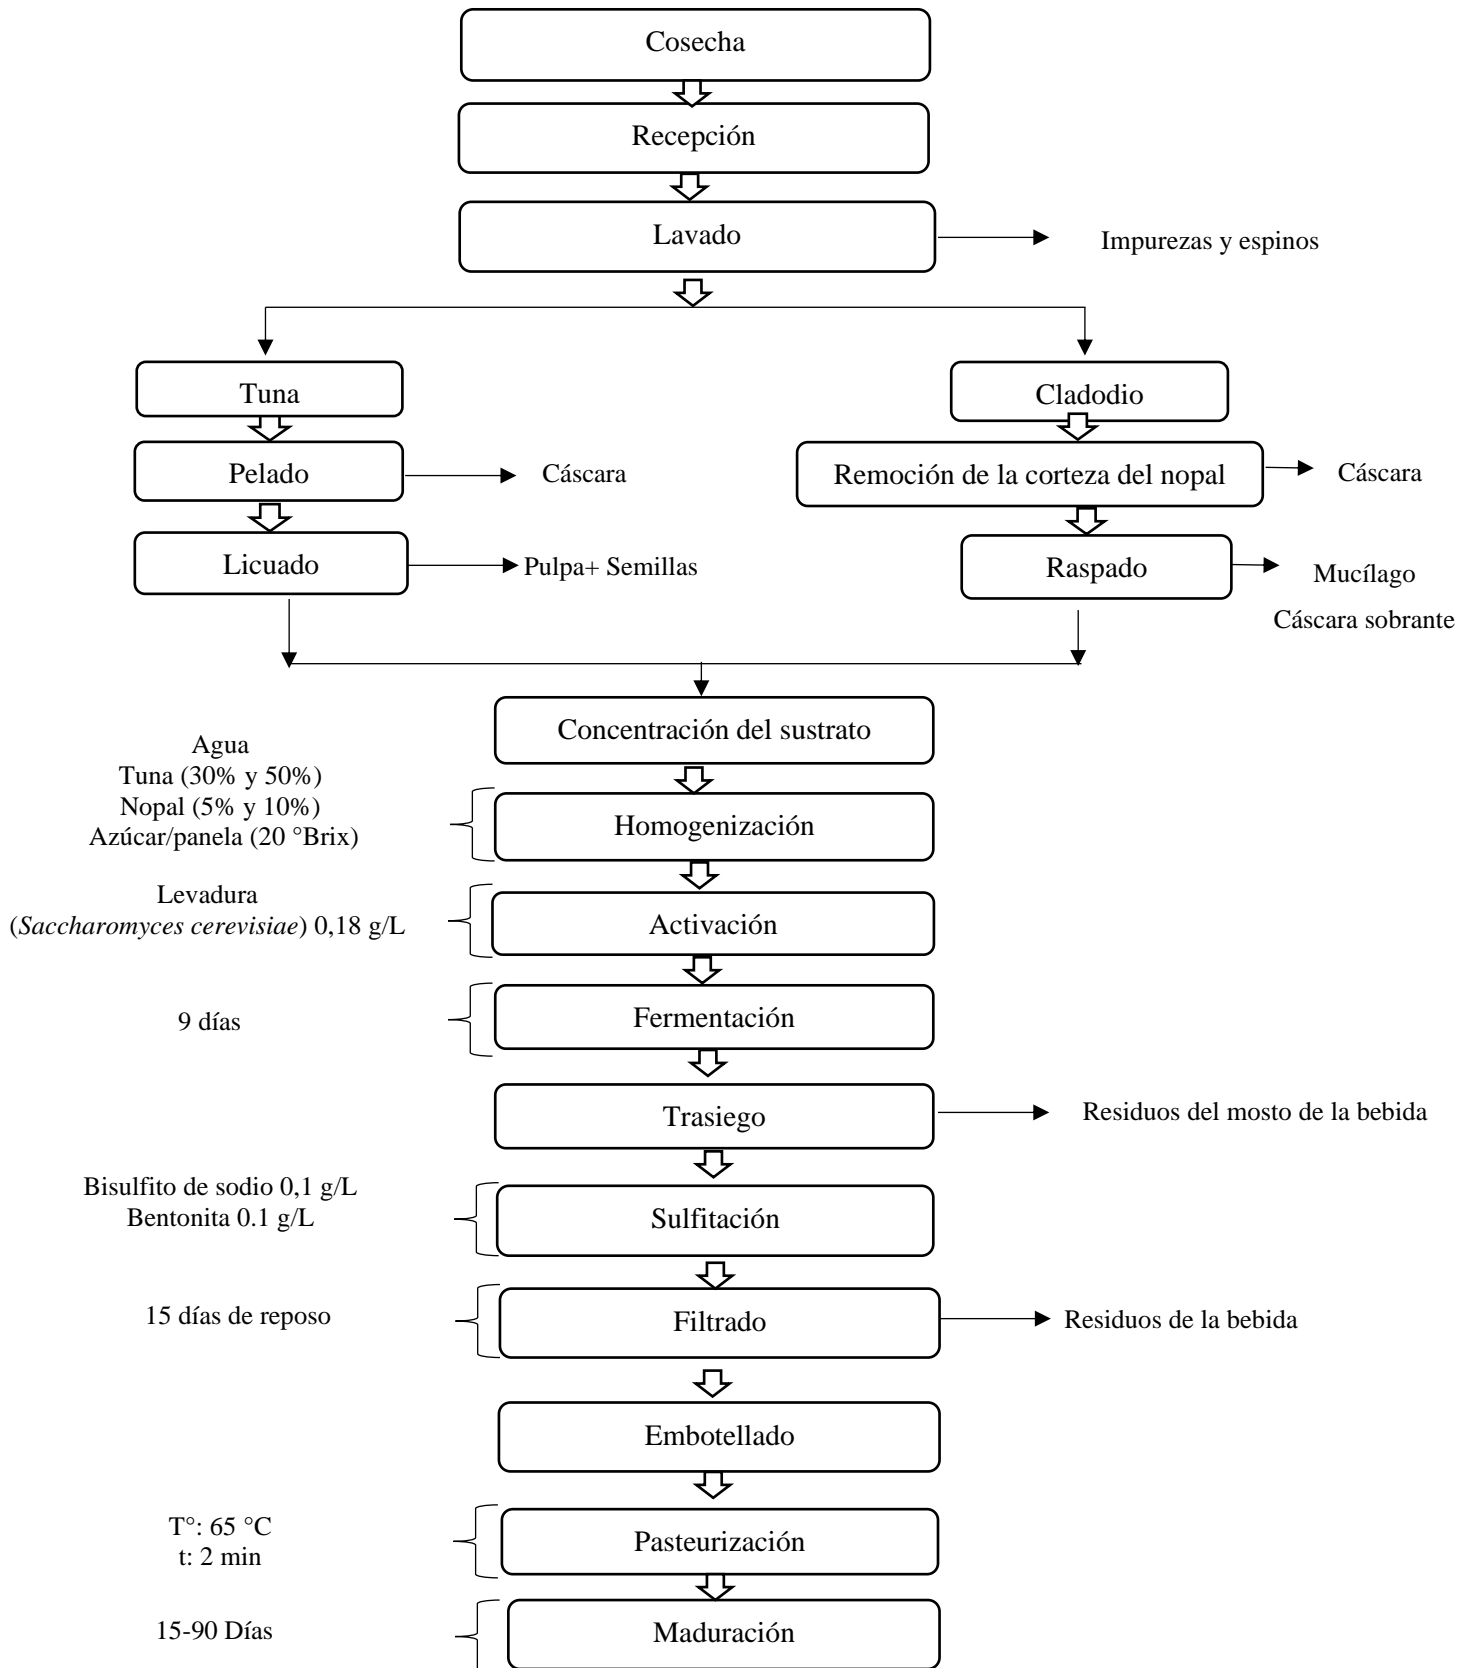 Cosecha
Recepción
Lavado
Impurezas y espinos
Tuna
Cladodio
Pelado
Cáscara
Remoción de la corteza del nopal
Cáscara
Licuado
Pulpa+ Semillas
Raspado
Mucílago
Cáscara sobrante
Concentración del sustrato
Agua
Tuna (30% y 50%)
Nopal (5% y 10%)
Azúcar/panela (20 °Brix)
Homogenización
Levadura
(Saccharomyces cerevisiae) 0,18 g/L
Activación
9 días
Fermentación
Trasiego
Residuos del mosto de la bebida
Bisulfito de sodio 0,1 g/L
Bentonita 0.1 g/L
Sulfitación
15 días de reposo
Filtrado
Residuos de la bebida
Embotellado
T°: 65 °C
t: 2 min
Pasteurización
15-90 Días
Maduración